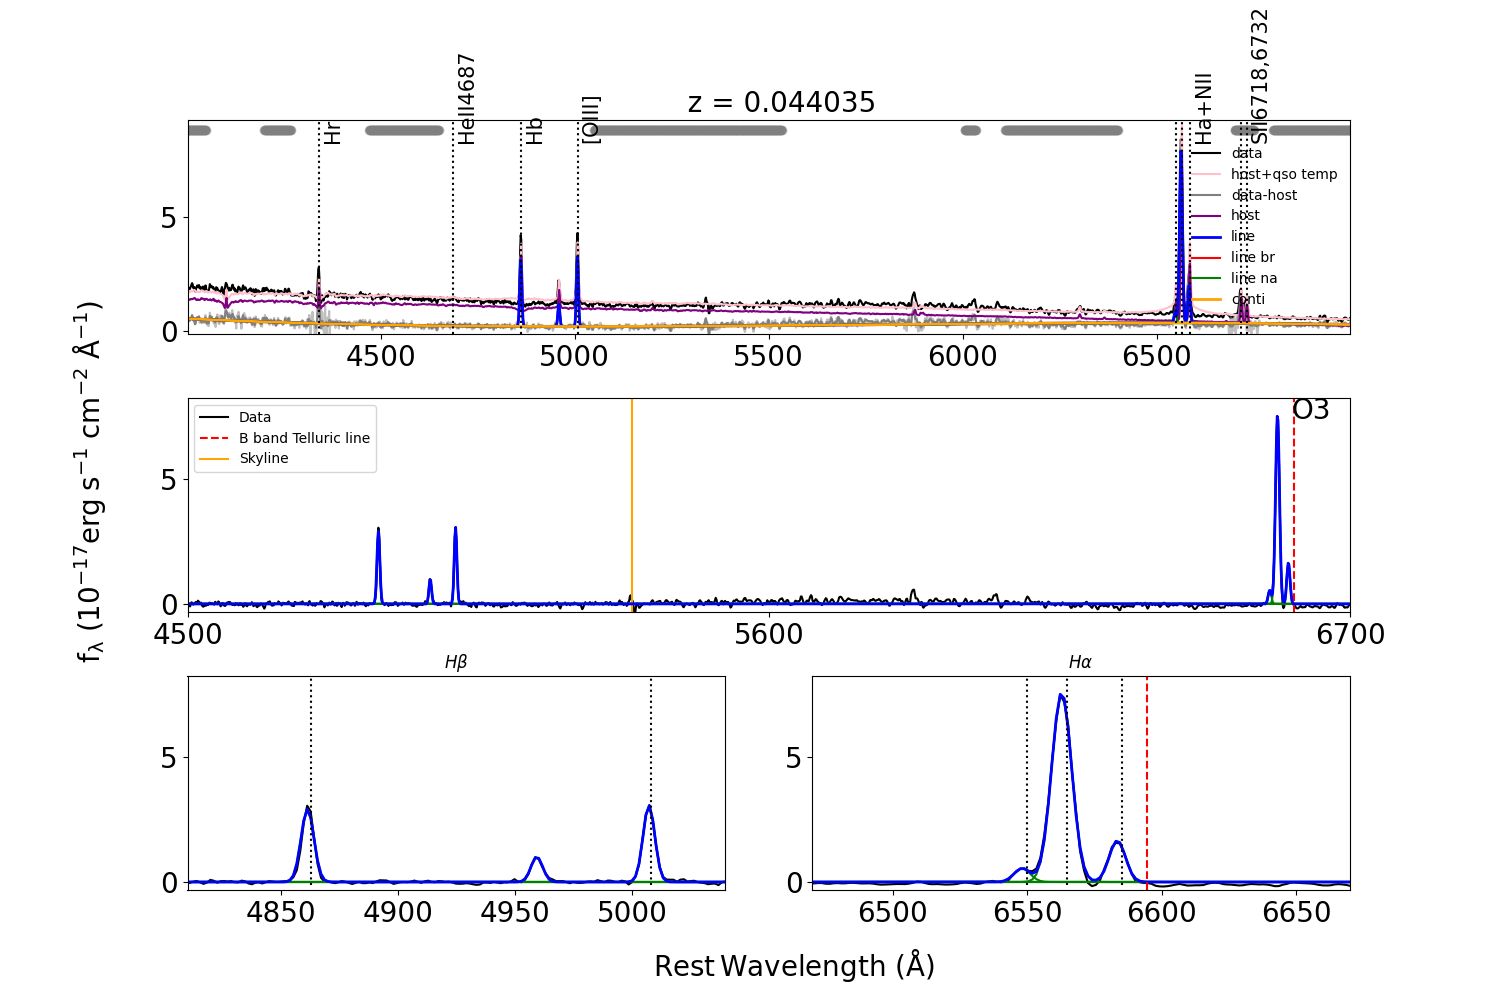 z = 0.044035
Hr
HeII4687
Hb
[OIII]
Ha+NII
SII6718,6732
data
host+qso temp
data-host
host
line
line br
line na
conti
5
0
4500
5000
5500
6000
6500
Data
B band Telluric line
Skyline
O3
5
0
4500
5600
6700
fλ (10⁻¹⁷erg s⁻¹ cm⁻² Å⁻¹)
Hβ
5
0
4850
4900
4950
5000
Hα
5
0
6500
6550
6600
6650
Rest Wavelength (Å)